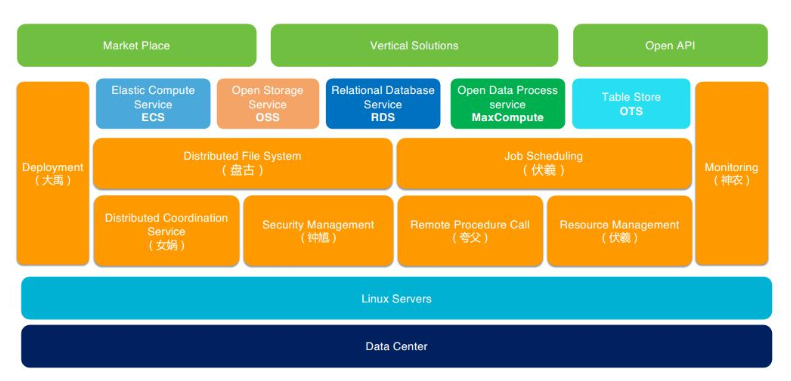 Market Place
Vertical Solutions
Open API
Elastic Compute
Service
ECS
Open Storage
Service
OSS
Relational Database
Service
RDS
Open Data Process
service
MaxCompute
Table Store
OTS
Deployment
（大禹）
Distributed File System
（盘古）
Job Scheduling
（伏羲）
Monitoring
（神农）
Distributed Coordination
Service
（女娲）
Security Management
（钟馗）
Remote Procedure Call
（夸父）
Resource Management
（伏羲）
Linux Servers
Data Center